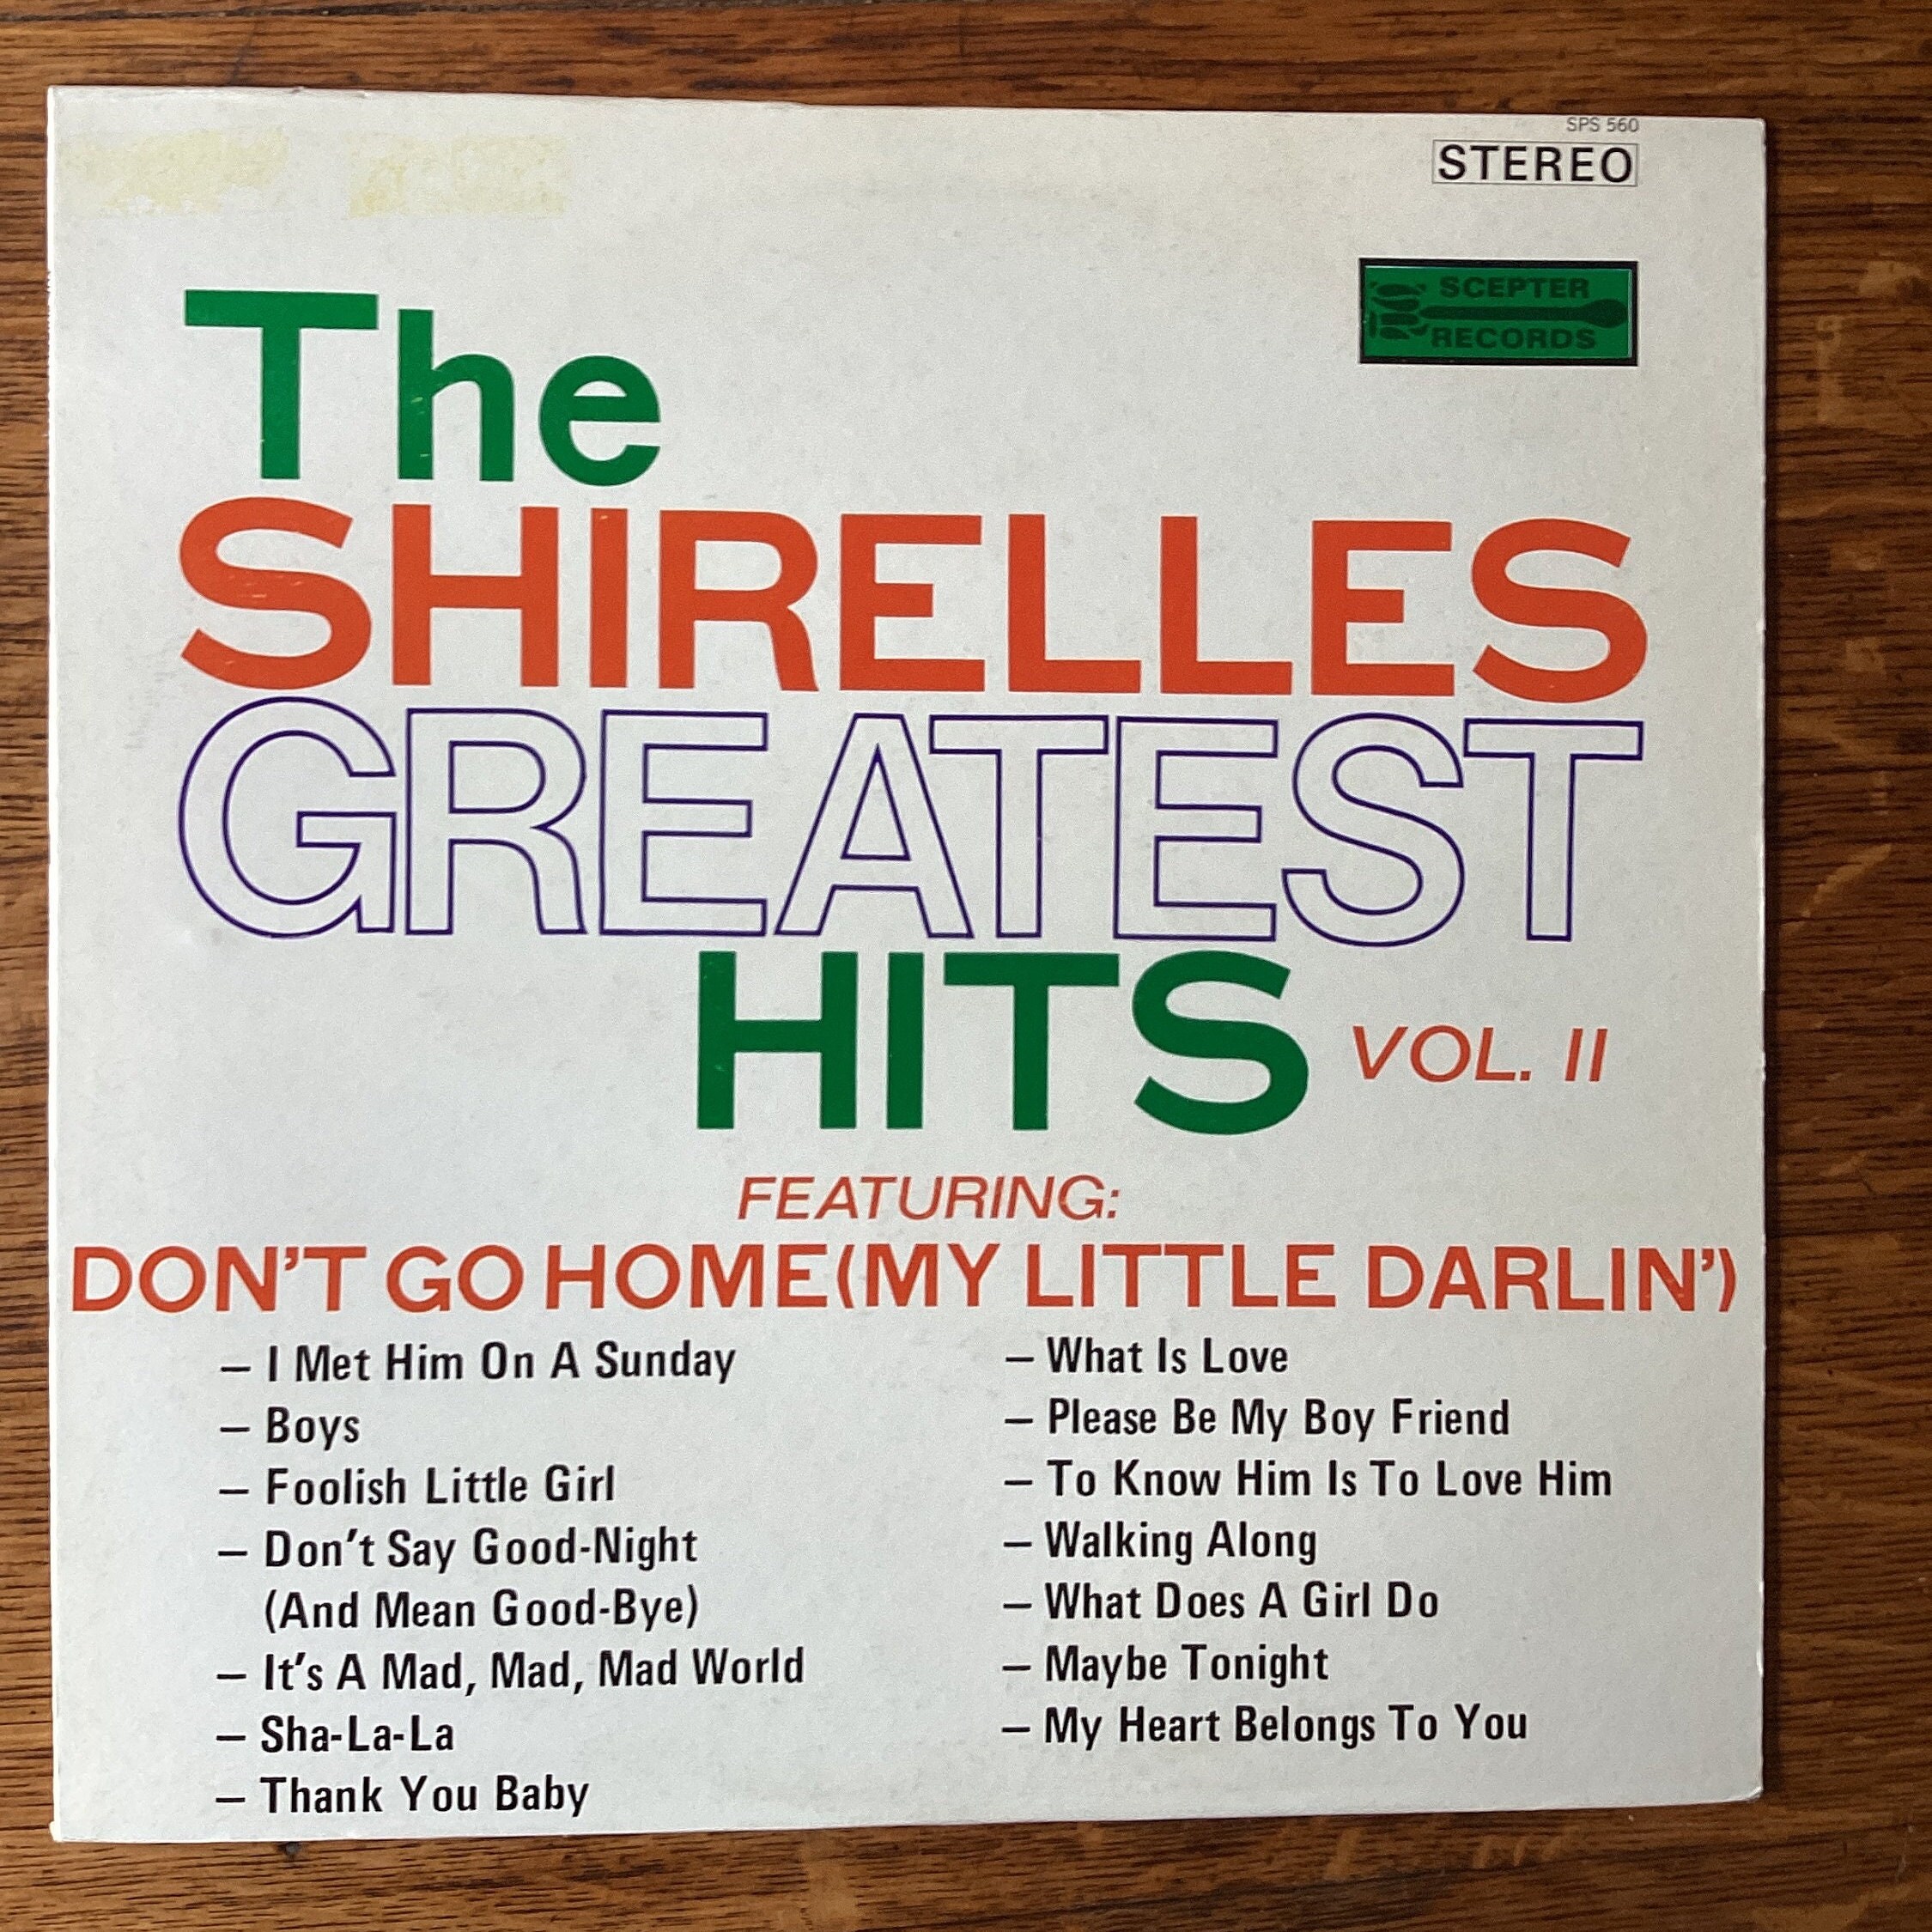 SPS 560
STEREO
SCEPTER
RECORDS
The
SHIRELLES
GREATEST
HITS VOL. II
FEATURING:
DON'T GO HOME(MY LITTLE DARLIN')
– I Met Him On A Sunday
– Boys
– Foolish Little Girl
– Don't Say Good-Night
(And Mean Good-Bye)
– It's A Mad, Mad, Mad World
– Sha-La-La
– Thank You Baby
– What Is Love
– Please Be My Boy Friend
– To Know Him Is To Love Him
– Walking Along
– What Does A Girl Do
– Maybe Tonight
– My Heart Belongs To You